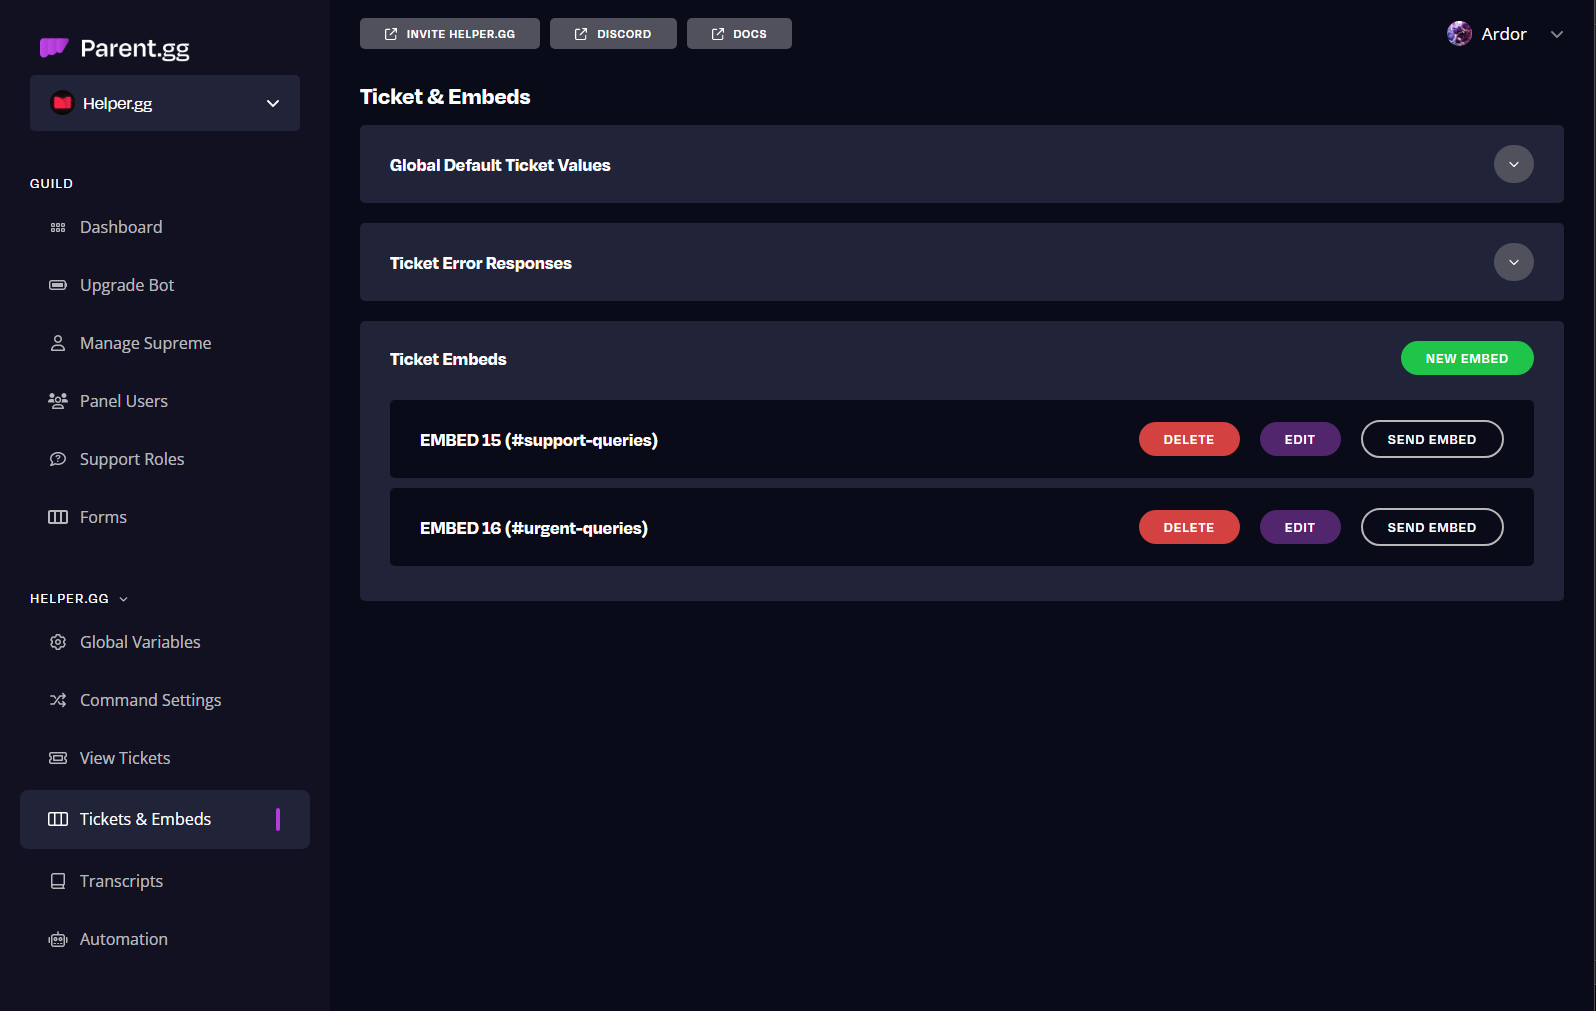 Parent.gg
Helper.gg
GUILD
Dashboard
Upgrade Bot
Manage Supreme
Panel Users
Support Roles
Forms
HELPER.GG
Global Variables
Command Settings
View Tickets
Tickets & Embeds
Transcripts
Automation
INVITE HELPER.GG DISCORD DOCS
Ardor
Ticket & Embeds
Global Default Ticket Values
Ticket Error Responses
Ticket Embeds NEW EMBED
EMBED 15 (#support-queries) DELETE EDIT SEND EMBED
EMBED 16 (#urgent-queries) DELETE EDIT SEND EMBED